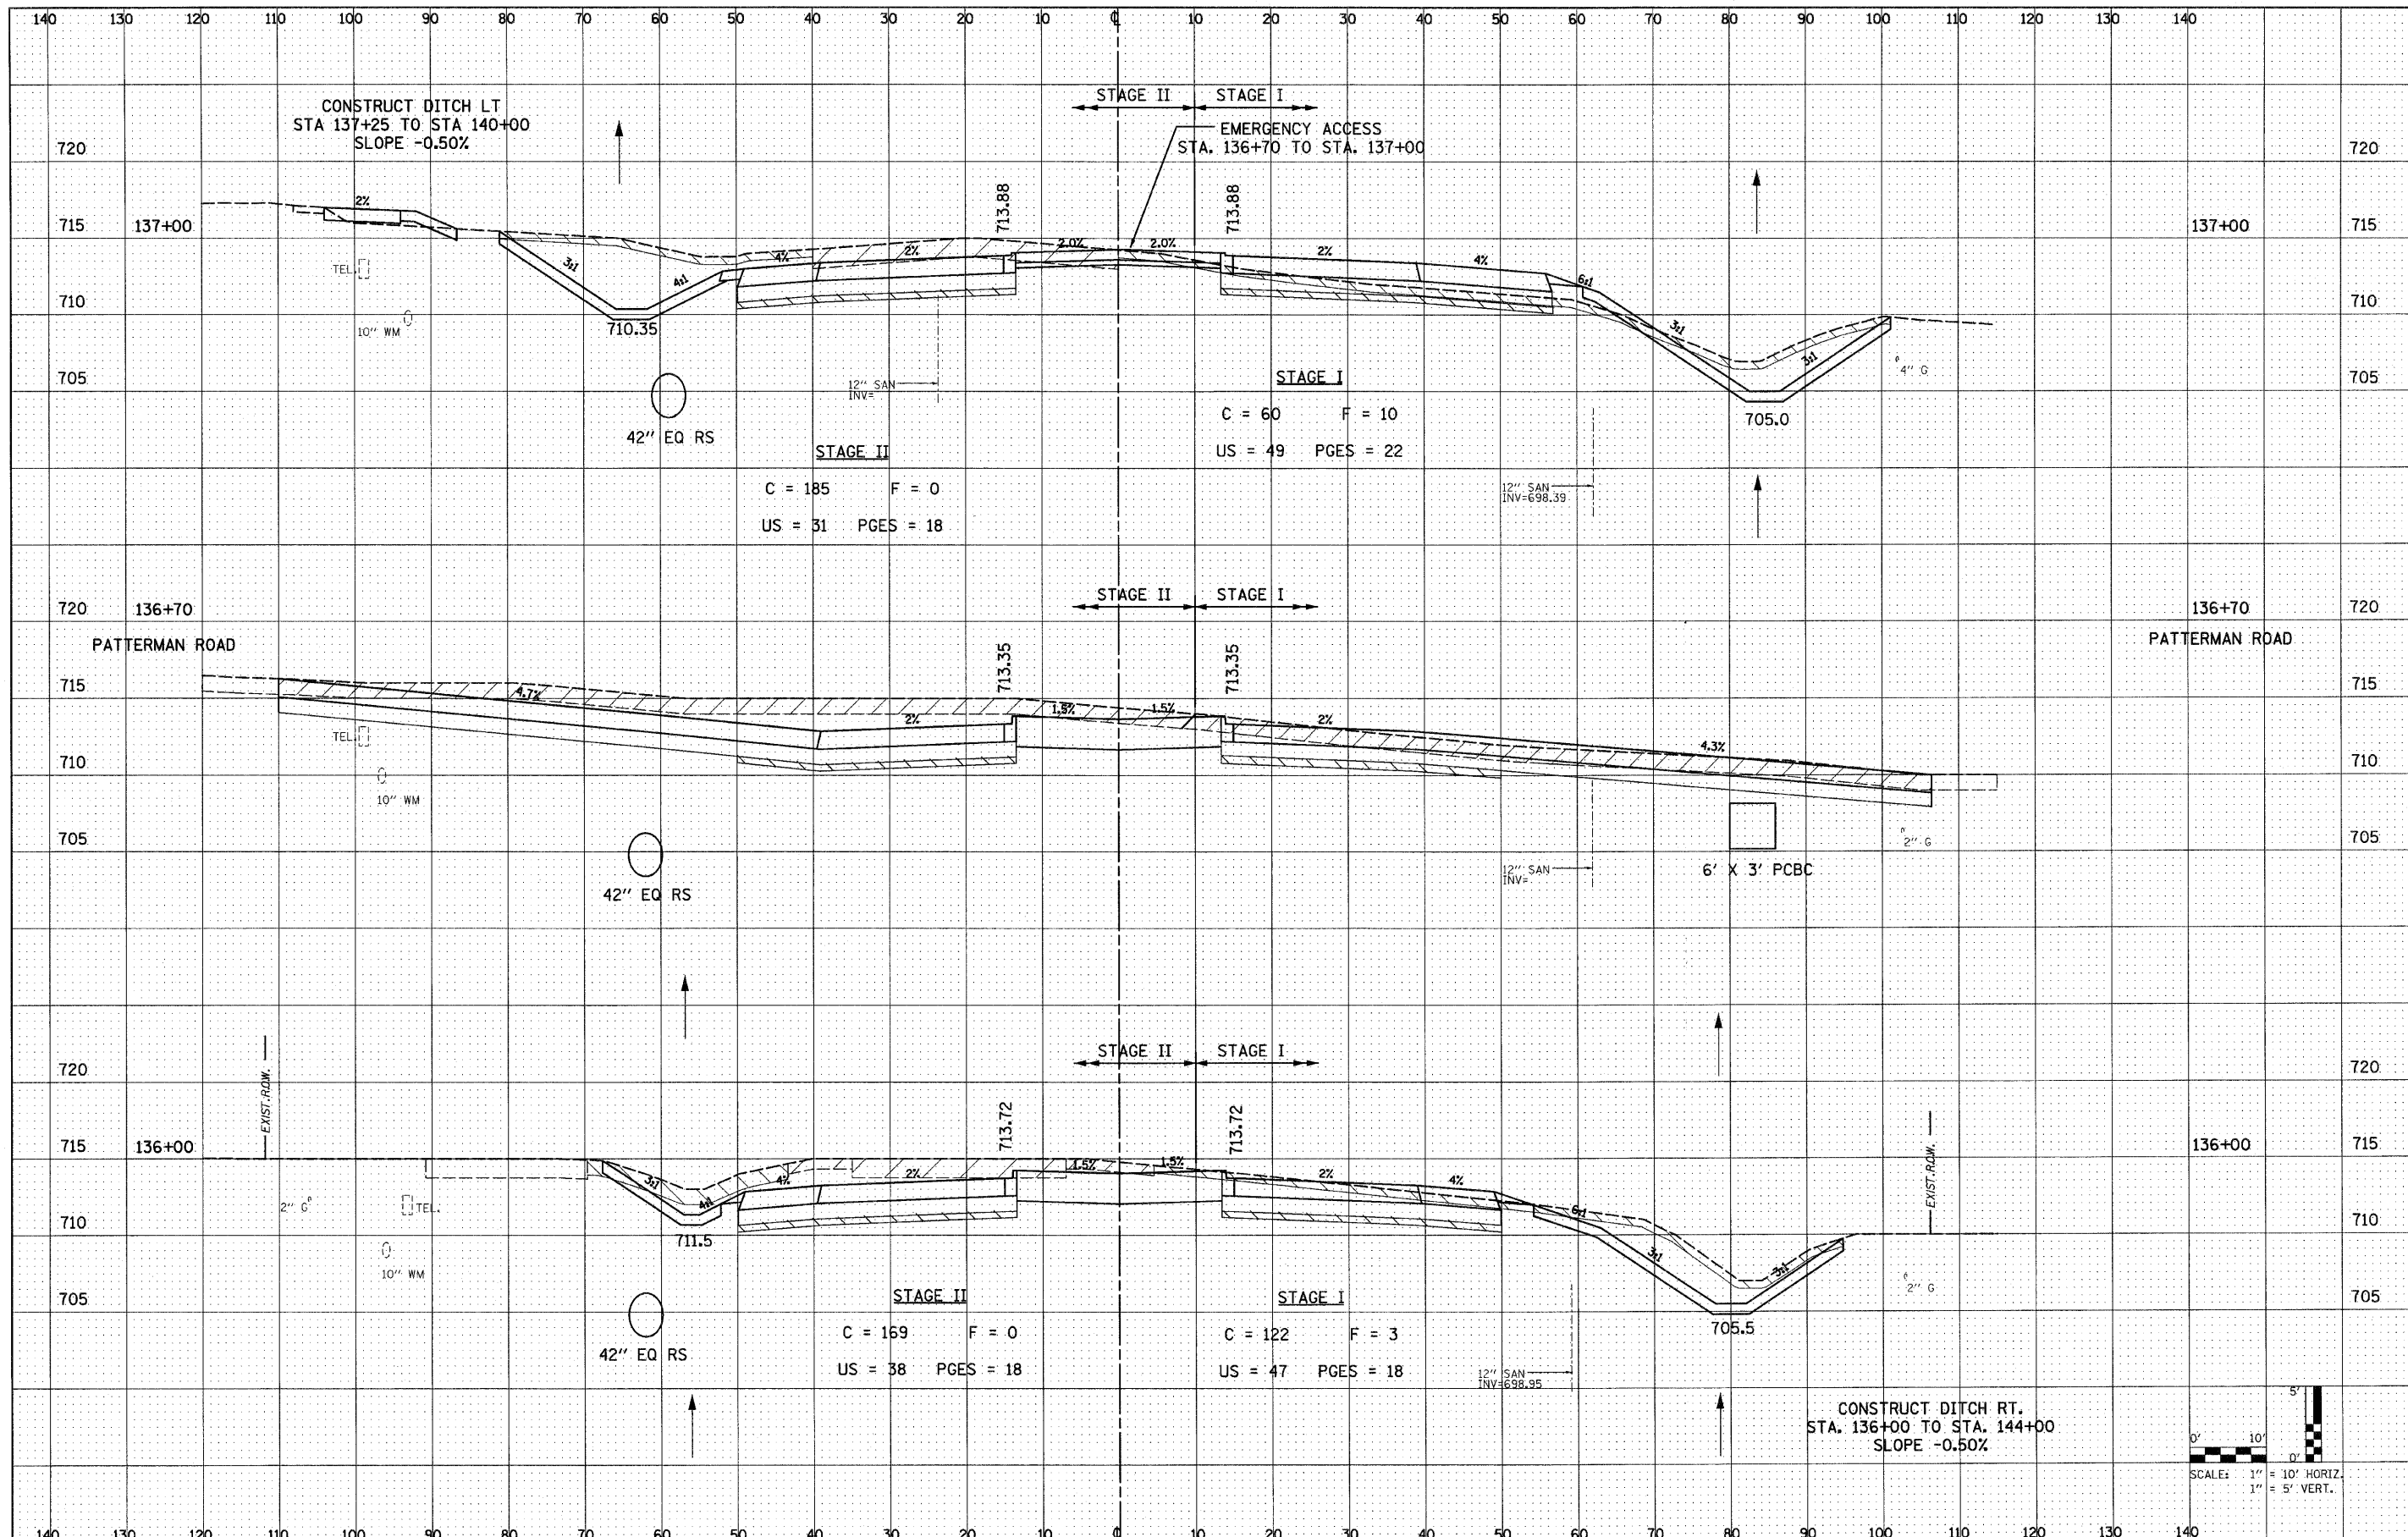 140 130 120 110 100 90 80 70 60 50 40 30 20 10 ℄ 10 20 30 40 50 60 70 80 90 100 110 120 130 140
CONSTRUCT DITCH LT
STA 137+25 TO STA 140+00
SLOPE -0.50%
STAGE II STAGE I
EMERGENCY ACCESS
STA. 136+70 TO STA. 137+00
720 720
715 137+00 137+00 715
710 710
705 705
713.88 713.88
2% 3:1 4:1 4% 2% 2.0% 2.0% 2% 4% 6:1 3:1 3:1
TEL.
10" WM
710.35
42" EQ RS
12" SAN
INV=
STAGE II
C = 185 F = 0
US = 31 PGES = 18
STAGE I
C = 60 F = 10
US = 49 PGES = 22
12" SAN
INV=698.39
705.0
4" G
STAGE II STAGE I
720 136+70 136+70 720
PATTERMAN ROAD PATTERMAN ROAD
715 715
710 710
705 705
713.35 713.35
4.7% 2% 1.5% 1.5% 2% 4.3%
TEL.
10" WM
42" EQ RS
12" SAN
INV=
6' X 3' PCBC
2" G
STAGE II STAGE I
720 720
715 136+00 136+00 715
710 710
705 705
EXIST. R.O.W. EXIST. R.O.W.
713.72 713.72
3:1 4:1 4% 2% 1.5% 1.5% 2% 4% 6:1 3:1 3:1
2" G
TEL.
10" WM
711.5
42" EQ RS
STAGE II
C = 169 F = 0
US = 38 PGES = 18
STAGE I
C = 122 F = 3
US = 47 PGES = 18
12" SAN
INV=698.95
705.5
2" G
CONSTRUCT DITCH RT.
STA. 136+00 TO STA. 144+00
SLOPE -0.50%
0' 10' 5' 0'
SCALE: 1" = 10' HORIZ.
1" = 5' VERT.
140 130 120 110 100 90 80 70 60 50 40 30 20 10 ℄ 10 20 30 40 50 60 70 80 90 100 110 120 130 140